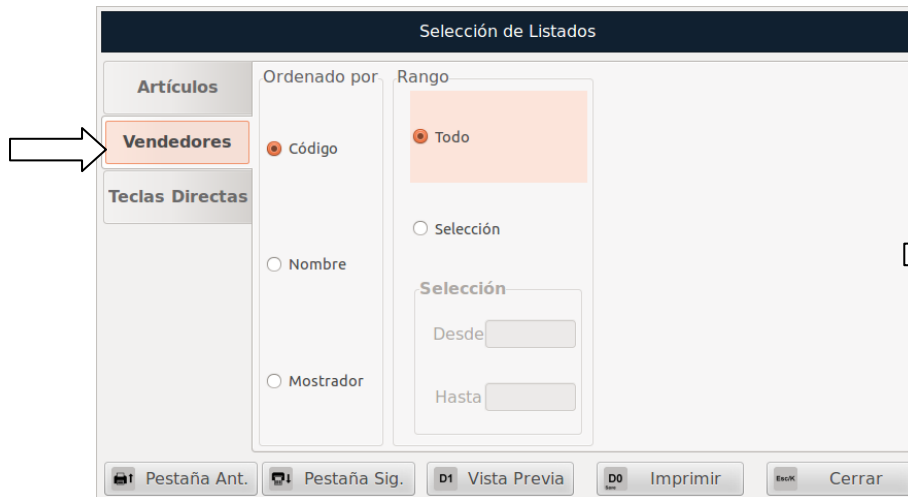 Selección de Listados
Artículos
Vendedores
Teclas Directas
Ordenado por
Código
Nombre
Mostrador
Rango
Todo
Selección
Selección
Desde
Hasta
Pestaña Ant.
Pestaña Sig.
D1 Vista Previa
D0 Imprimir
Esc/K Cerrar